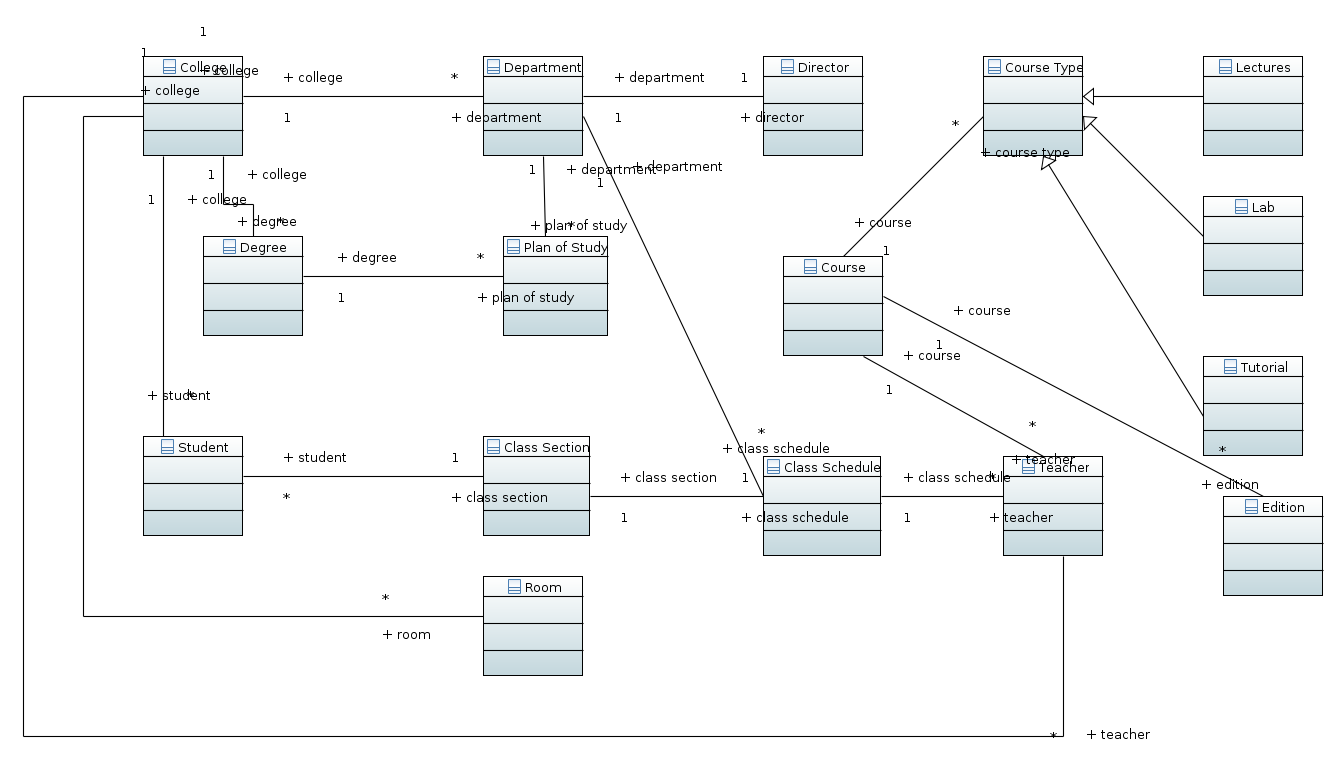 1
1
College
+ college
+ college
+ college
*
1
+ department
Department
+ department
1
1
+ director
Director
Course Type
Lectures
*
+ course type
1
+ college
1
+ college
1
+ department
+ department
1
+ degree
*
+ plan of study
*
+ course
1
Lab
Degree
+ degree
*
1
+ plan of study
Plan of Study
Course
+ course
1
+ course
1
Tutorial
+ student
*
*
+ class schedule
*
+ teacher
*
+ edition
Student
+ student
1
*
+ class section
Class Section
+ class section
1
1
+ class schedule
Class Schedule
+ class schedule
*
1
+ teacher
Teacher
Edition
Room
*
+ room
*
+ teacher